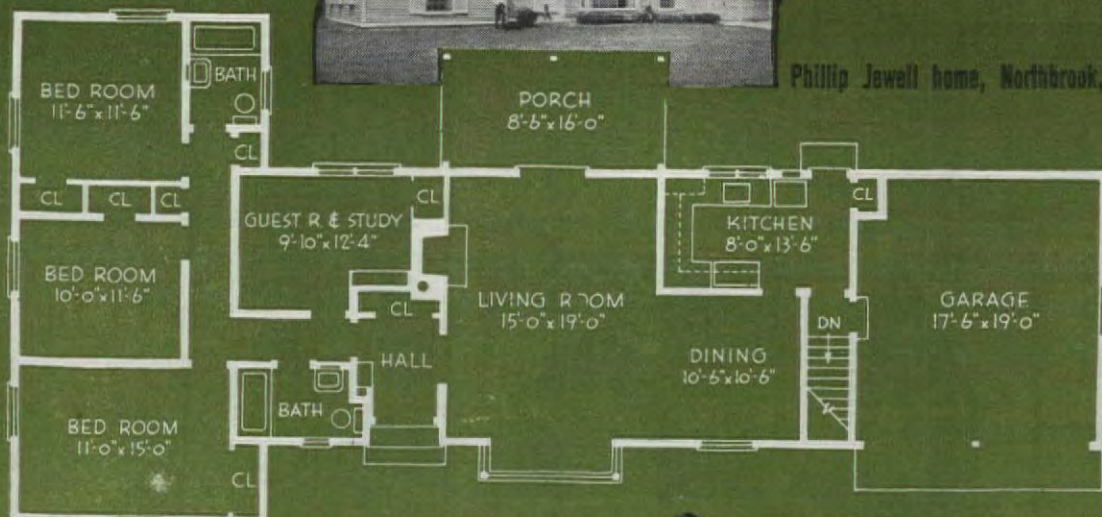 Phillip Jewell home, Northbrook,
BED ROOM
11'-6"x11'-6"
BATH
CL
PORCH
8'-6"x16'-0"
CL
CL
CL
GUEST R & STUDY
9'-10"x12'-4"
CL
KITCHEN
8'-0"x13'-6"
CL
BED ROOM
10'-0"x11'-6"
CL
LIVING ROOM
15'-0"x19'-0"
GARAGE
17'-6"x19'-0"
DN
HALL
DINING
10'-6"x10'-6"
BATH
BED ROOM
11'-0"x15'-0"
CL